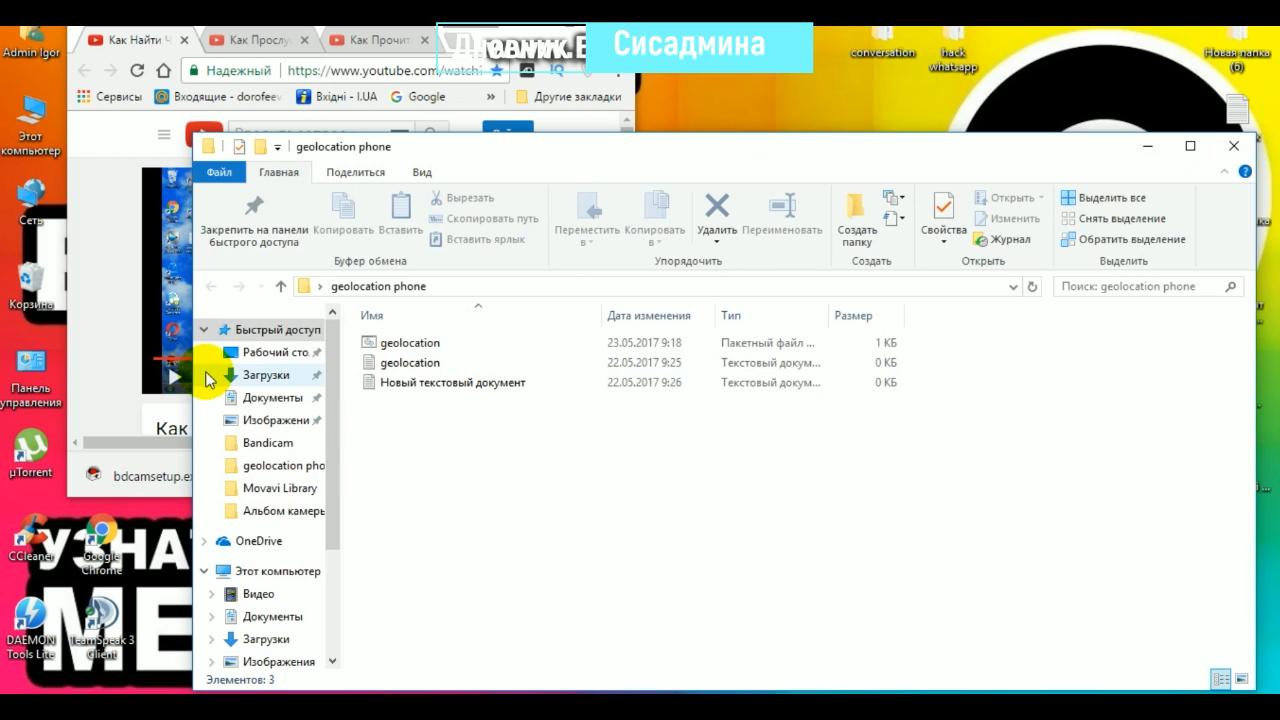 Admin Igor
Этот
компьютер
Сеть
Корзина
Панель
управления
µTorrent
CCleaner
Google
Chrome
DAEMON
Tools Lite
TeamSpeak 3
Client
Как Найти Ч
Как Прослу
Как Прочит
Сисадмина
conversation
hack
whatsapp
Новая папка
(6)
Надежный
https://www.youtube.com/watch
Сервисы
Входящие - dorofeev
Вхідні - I.UA
Google
»
Другие закладки
geolocation phone
Файл
Главная
Поделиться
Вид
Закрепить на панели
быстрого доступа
Копировать
Вставить
Вырезать
Скопировать путь
Вставить ярлык
Буфер обмена
Переместить
в
Копировать
в
Удалить
Переименовать
Упорядочить
Создать
папку
Создать
Свойства
Открыть
Изменить
Журнал
Открыть
Выделить все
Снять выделение
Обратить выделение
Выделить
geolocation phone
Поиск: geolocation phone
Имя
Дата изменения
Тип
Размер
geolocation
23.05.2017 9:18
Пакетный файл ...
1 КБ
geolocation
22.05.2017 9:25
Текстовый докум...
0 КБ
Новый текстовый документ
22.05.2017 9:26
Текстовый докум...
0 КБ
Быстрый доступ
Рабочий сто
Загрузки
Документы
Изображени
Bandicam
geolocation pho
Movavi Library
Альбом камеры
OneDrive
Этот компьютер
Видео
Документы
Загрузки
Изображения
Элементов: 3
Как
bdcamsetup.ex
УЗНА
МЕ